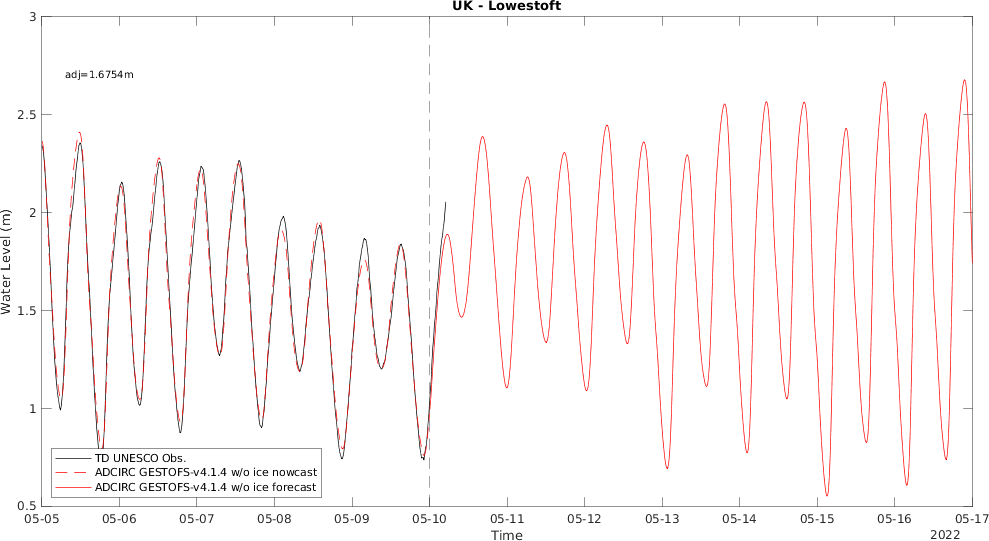 UK - Lowestoft
adj=1.6754m
Water Level (m)
3
2.5
2
1.5
1
0.5
TD UNESCO Obs.
ADCIRC GESTOFS-v4.1.4 w/o ice nowcast
ADCIRC GESTOFS-v4.1.4 w/o ice forecast
05-05 05-06 05-07 05-08 05-09 05-10 05-11 05-12 05-13 05-14 05-15 05-16 05-17
Time
2022